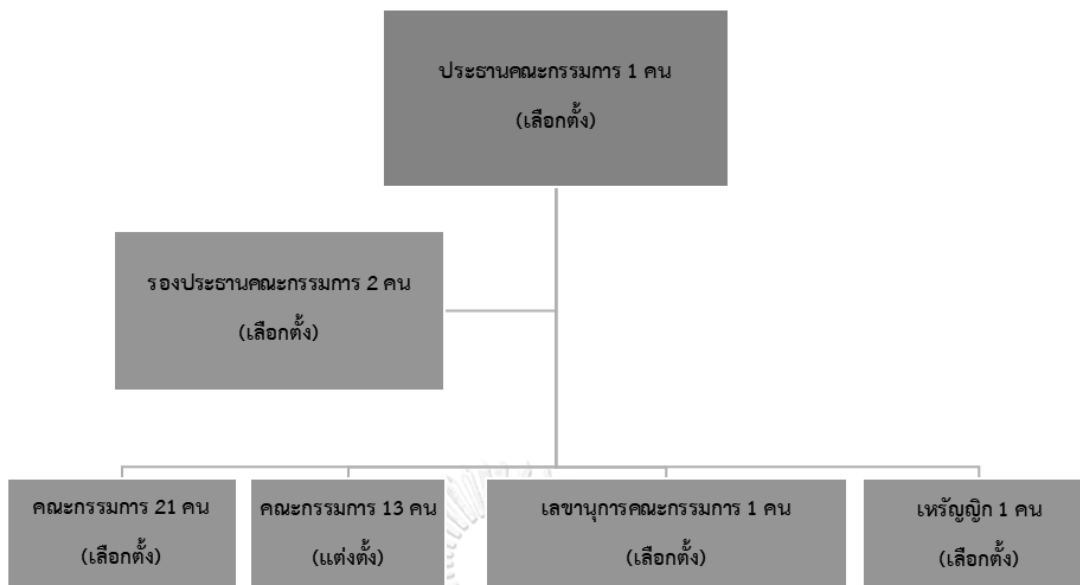 ประธานคณะกรรมการ 1 คน
(เลือกตั้ง)
รองประธานคณะกรรมการ 2 คน
(เลือกตั้ง)
คณะกรรมการ 21 คน
(เลือกตั้ง)
คณะกรรมการ 13 คน
(แต่งตั้ง)
เลขานุการคณะกรรมการ 1 คน
(เลือกตั้ง)
เหรัญญิก 1 คน
(เลือกตั้ง)